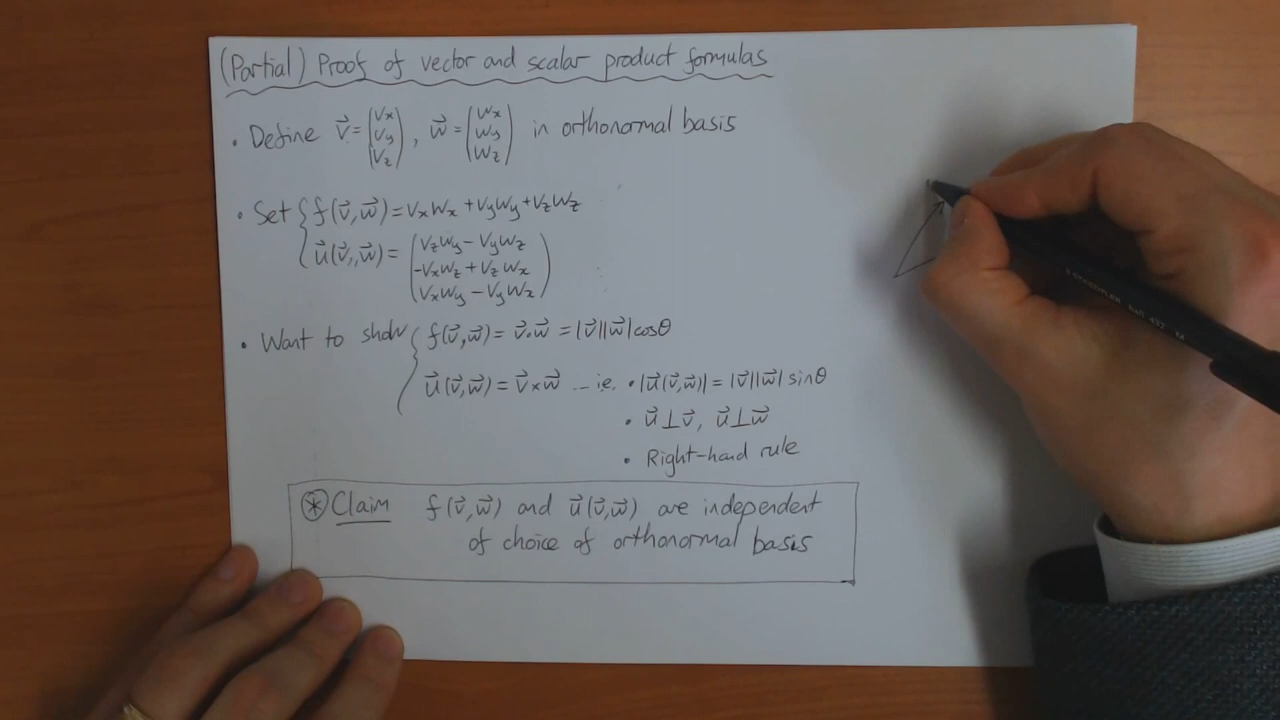 (Partial) Proof of vector and scalar product formulas
• Define v⃗ = (Vx Vy Vz), w⃗ = (Wx Wy Wz) in orthonormal basis
• Set { f(v⃗,w⃗) = VxWx + VyWy + VzWz
u⃗(v⃗,w⃗) = (VzWy - VyWz
-VxWz + VzWx
VxWy - VyWx)
• Want to show { f(v⃗,w⃗) = v⃗·w⃗ = |v⃗||w⃗|cosθ
u⃗(v⃗,w⃗) = v⃗×w⃗ ... i.e. • |u⃗(v⃗,w⃗)| = |v⃗||w⃗| sinθ
• u⃗⊥v⃗, u⃗⊥w⃗
• Right-hand rule
⊛ Claim f(v⃗,w⃗) and u⃗(v⃗,w⃗) are independent
of choice of orthonormal basis